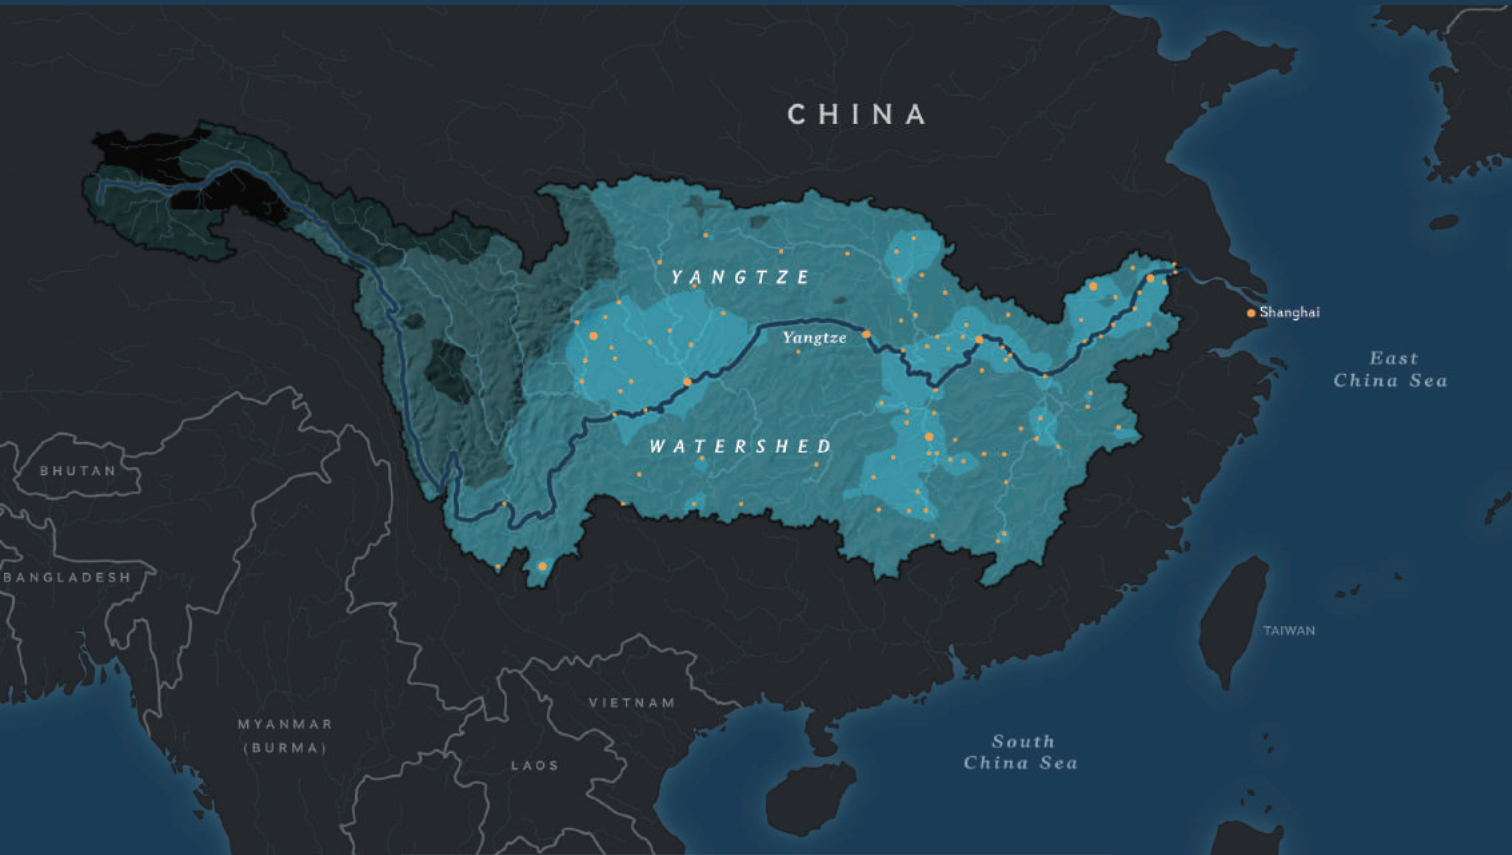 CHINA
YANGTZE
Yangtze
Shanghai
East
China Sea
WATERSHED
BHUTAN
BANGLADESH
TAIWAN
VIETNAM
MYANMAR
(BURMA)
LAOS
South
China Sea